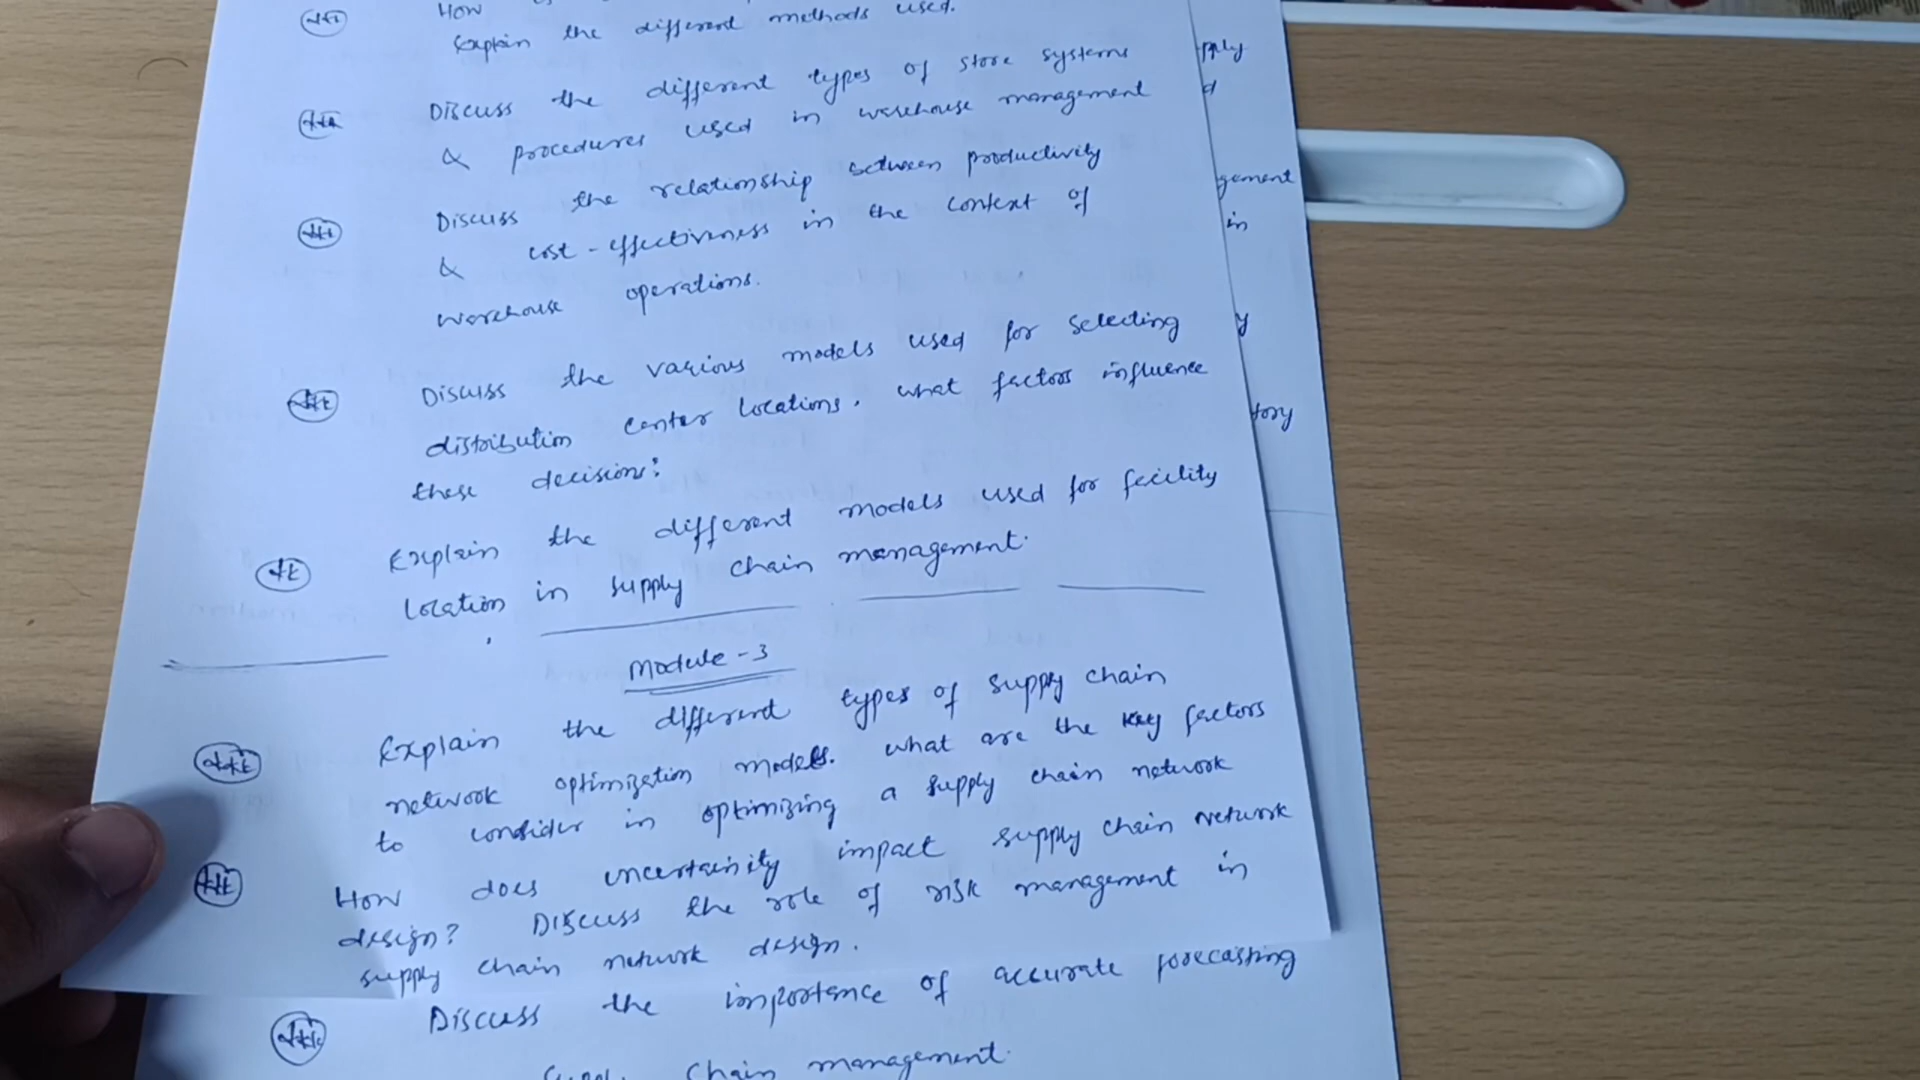 How
Explain the different methods used.
Discuss the different types of store systems
& procedures used in warehouse management
Discuss the relationship between productivity
& cost-effectiveness in the context of
warehouse operations.
Discuss the various models used for selecting
distribution center locations. what factors influence
these decisions?
Explain the different models used for facility
location in supply chain management.
Module-3
Explain the different types of supply chain
network optimization models. what are the key factors
to consider in optimizing a supply chain network
How does uncertainity impact supply chain network
design? Discuss the role of risk management in
supply chain network design.
Discuss the importance of accurate forecasting
chain management.
pply
d
gement
in
y
tory